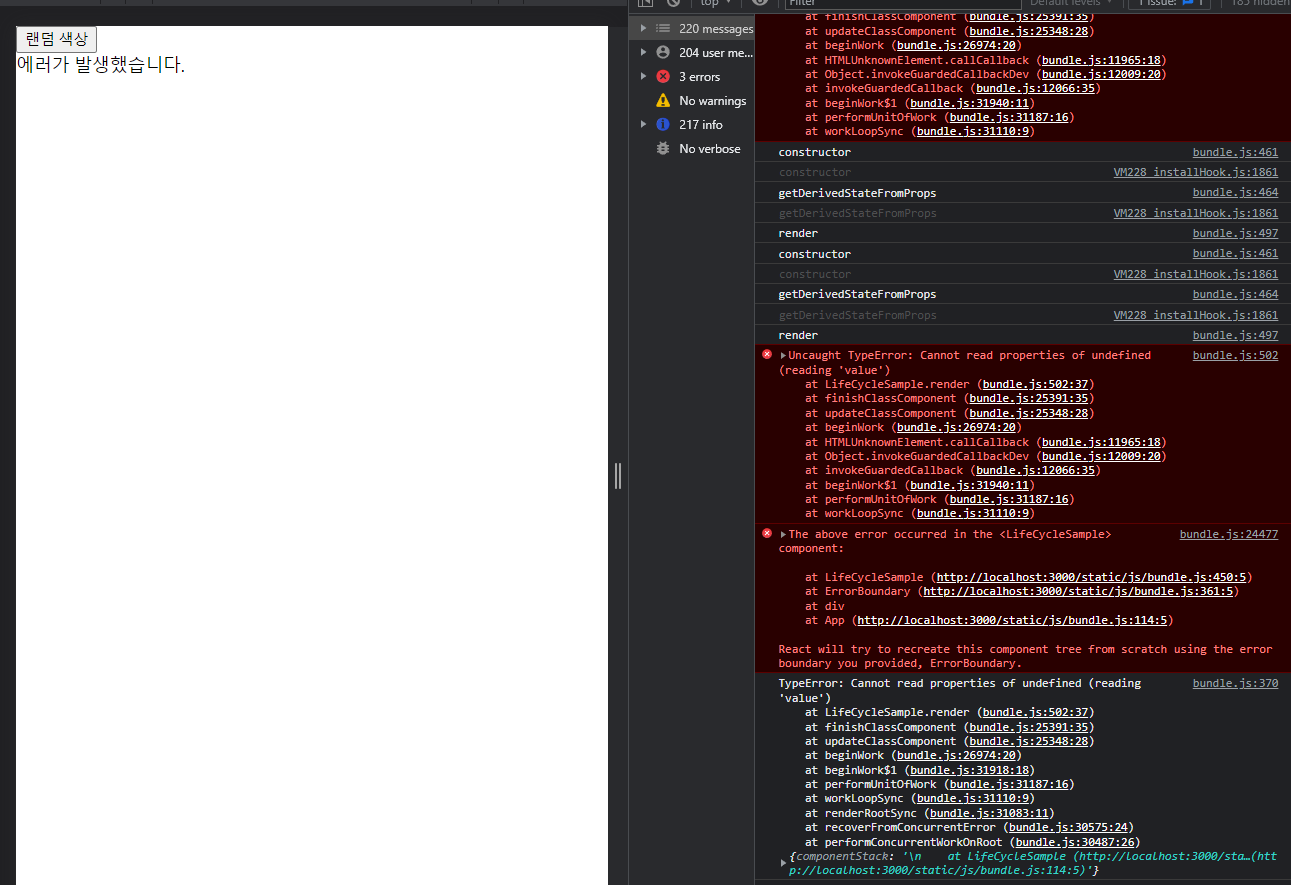 랜덤 색상
에러가 발생했습니다.
top
Filter
Default levels
1 Issue: 1
185 hidden
220 messages
204 user me...
3 errors
No warnings
217 info
No verbose
at finishClassComponent (bundle.js:25391:35)
at updateClassComponent (bundle.js:25348:28)
at beginWork (bundle.js:26974:20)
at HTMLUnknownElement.callCallback (bundle.js:11965:18)
at Object.invokeGuardedCallbackDev (bundle.js:12009:20)
at invokeGuardedCallback (bundle.js:12066:35)
at beginWork$1 (bundle.js:31940:11)
at performUnitOfWork (bundle.js:31187:16)
at workLoopSync (bundle.js:31110:9)
constructor bundle.js:461
constructor VM228 installHook.js:1861
getDerivedStateFromProps bundle.js:464
getDerivedStateFromProps VM228 installHook.js:1861
render bundle.js:497
constructor bundle.js:461
constructor VM228 installHook.js:1861
getDerivedStateFromProps bundle.js:464
getDerivedStateFromProps VM228 installHook.js:1861
render bundle.js:497
Uncaught TypeError: Cannot read properties of undefined bundle.js:502
(reading 'value')
at LifeCycleSample.render (bundle.js:502:37)
at finishClassComponent (bundle.js:25391:35)
at updateClassComponent (bundle.js:25348:28)
at beginWork (bundle.js:26974:20)
at HTMLUnknownElement.callCallback (bundle.js:11965:18)
at Object.invokeGuardedCallbackDev (bundle.js:12009:20)
at invokeGuardedCallback (bundle.js:12066:35)
at beginWork$1 (bundle.js:31940:11)
at performUnitOfWork (bundle.js:31187:16)
at workLoopSync (bundle.js:31110:9)
The above error occurred in the <LifeCycleSample> bundle.js:24477
component:
at LifeCycleSample (http://localhost:3000/static/js/bundle.js:450:5)
at ErrorBoundary (http://localhost:3000/static/js/bundle.js:361:5)
at div
at App (http://localhost:3000/static/js/bundle.js:114:5)
React will try to recreate this component tree from scratch using the error
boundary you provided, ErrorBoundary.
TypeError: Cannot read properties of undefined (reading bundle.js:370
'value')
at LifeCycleSample.render (bundle.js:502:37)
at finishClassComponent (bundle.js:25391:35)
at updateClassComponent (bundle.js:25348:28)
at beginWork (bundle.js:26974:20)
at beginWork$1 (bundle.js:31918:18)
at performUnitOfWork (bundle.js:31187:16)
at workLoopSync (bundle.js:31110:9)
at renderRootSync (bundle.js:31083:11)
at recoverFromConcurrentError (bundle.js:30575:24)
at performConcurrentWorkOnRoot (bundle.js:30487:26)
{componentStack: '\n at LifeCycleSample (http://localhost:3000/sta…(htt
p://localhost:3000/static/js/bundle.js:114:5)'}